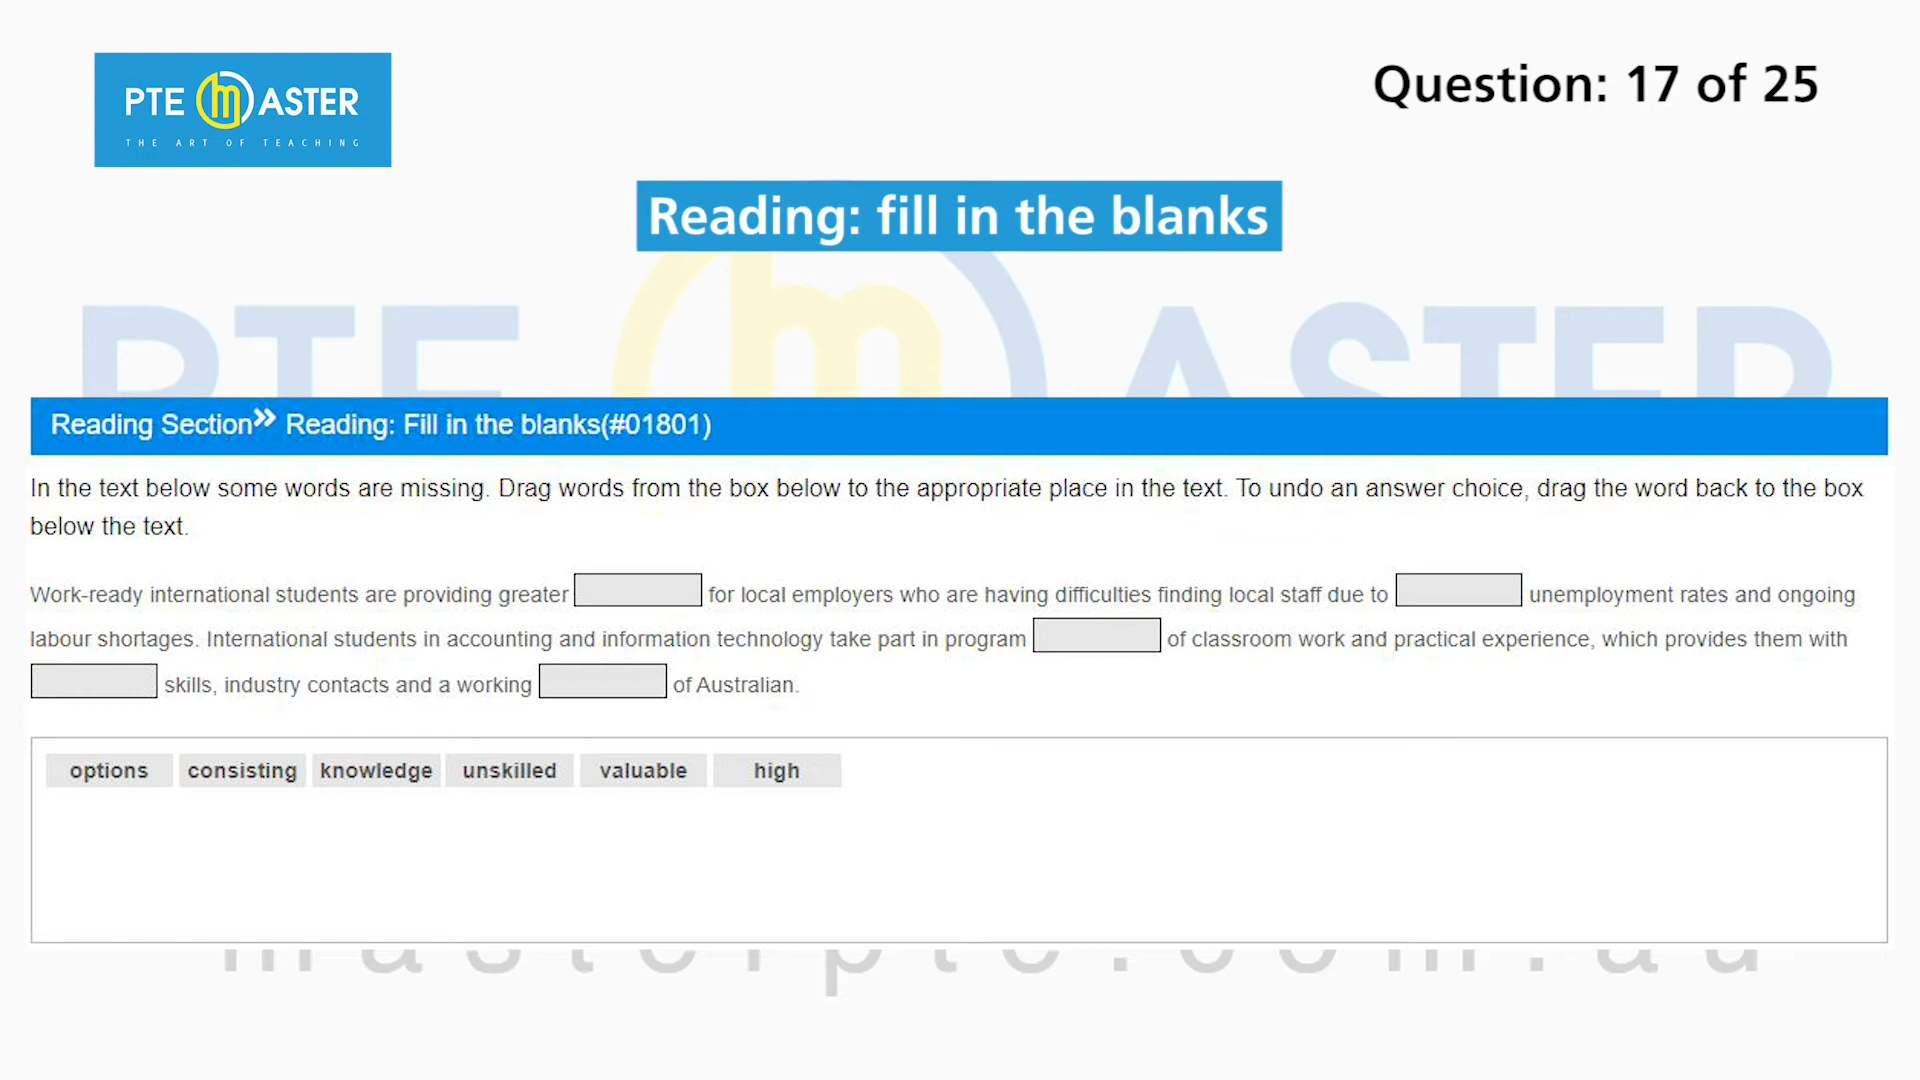 PTE MASTER
THE ART OF TEACHING
Question: 17 of 25
Reading: fill in the blanks
PTE MASTER
Reading Section» Reading: Fill in the blanks(#01801)
In the text below some words are missing. Drag words from the box below to the appropriate place in the text. To undo an answer choice, drag the word back to the box
below the text.
Work-ready international students are providing greater for local employers who are having difficulties finding local staff due to unemployment rates and ongoing
labour shortages. International students in accounting and information technology take part in program of classroom work and practical experience, which provides them with
skills, industry contacts and a working of Australian.
options consisting knowledge unskilled valuable high
masterpte.com.au